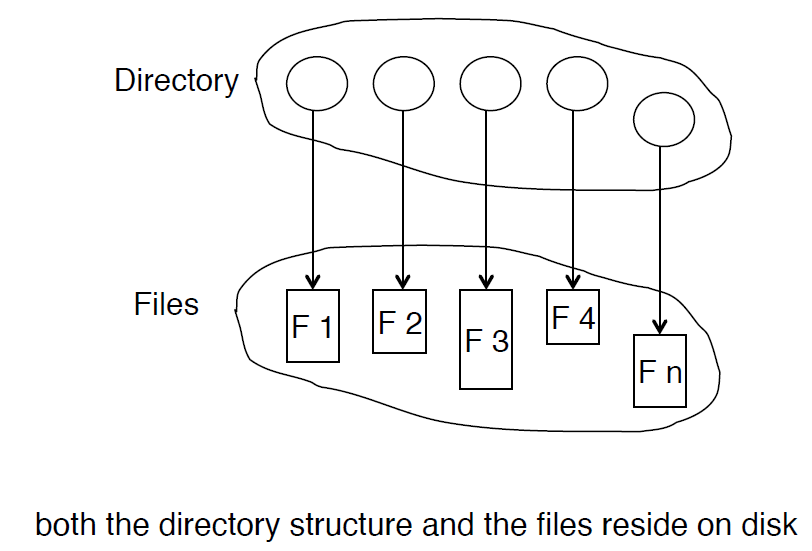 Directory
Files
F 1
F 2
F 3
F 4
F n
both the directory structure and the files reside on disk